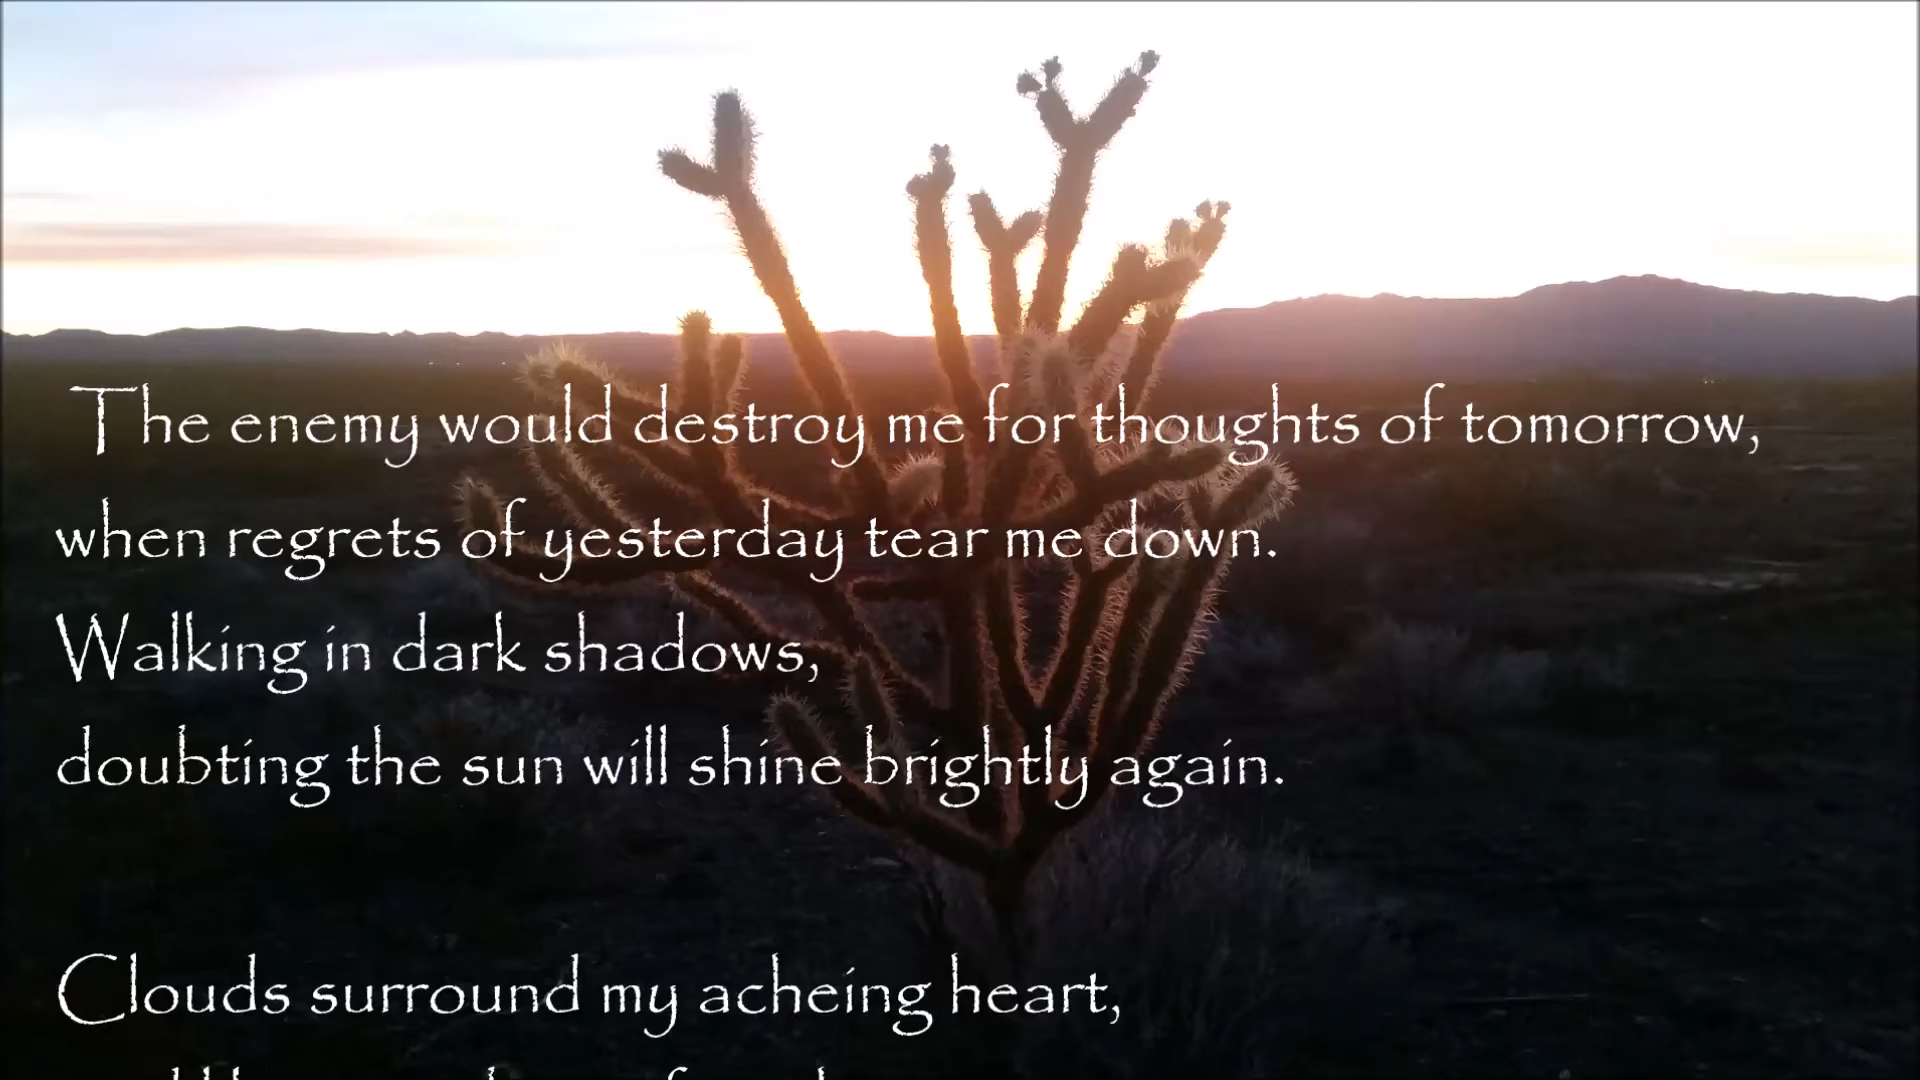 The enemy would destroy me for thoughts of tomorrow,
when regrets of yesterday tear me down.
Walking in dark shadows,
doubting the sun will shine brightly again.
Clouds surround my acheing heart,